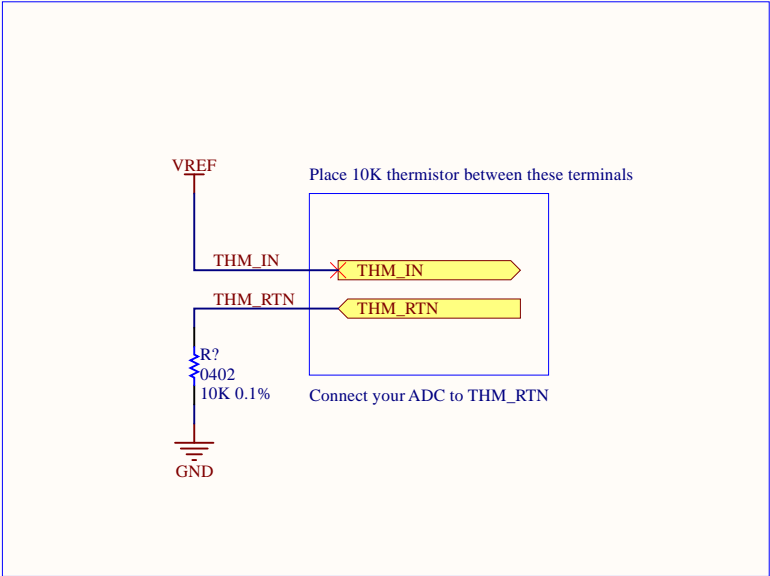 VREF
Place 10K thermistor between these terminals
THM_IN
THM_IN
THM_RTN
THM_RTN
R?
0402
10K 0.1%
Connect your ADC to THM_RTN
GND